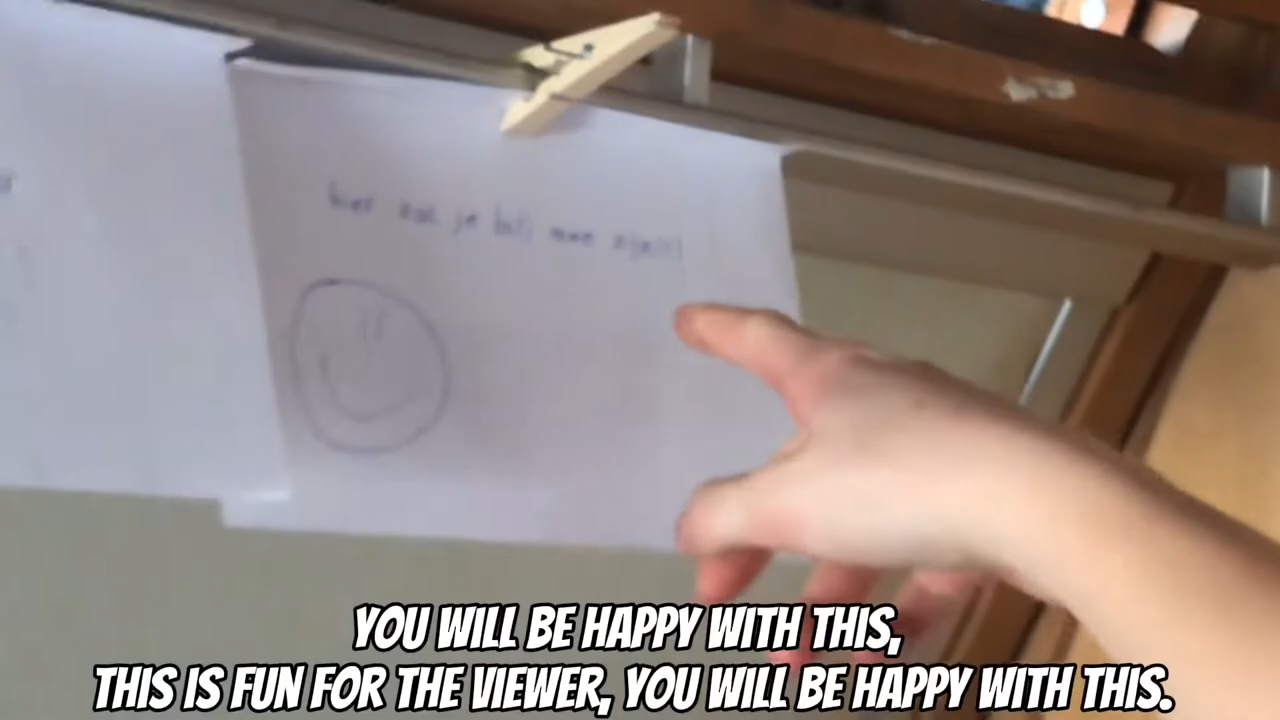 hier zal je blij mee zijn!!!
YOU WILL BE HAPPY WITH THIS,
THIS IS FUN FOR THE VIEWER, YOU WILL BE HAPPY WITH THIS.